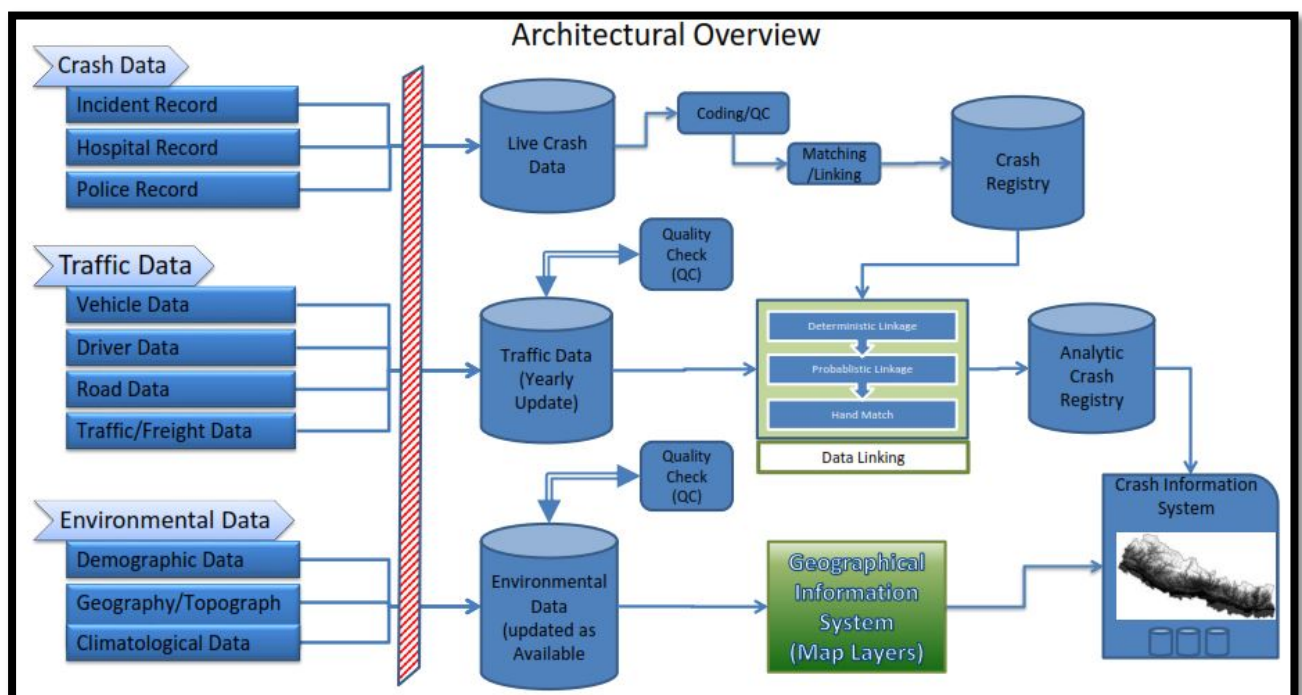 Architectural Overview
Crash Data
Incident Record
Hospital Record
Police Record
Live Crash
Data
Coding/QC
Matching
/Linking
Crash
Registry
Traffic Data
Vehicle Data
Driver Data
Road Data
Traffic/Freight Data
Quality
Check
(QC)
Traffic Data
(Yearly
Update)
Deterministic Linkage
Probablistic Linkage
Hand Match
Data Linking
Analytic
Crash
Registry
Environmental Data
Demographic Data
Geography/Topograph
Climatological Data
Quality
Check
(QC)
Environmental
Data
(updated as
Available
Geographical
Information
System
(Map Layers)
Crash Information
System